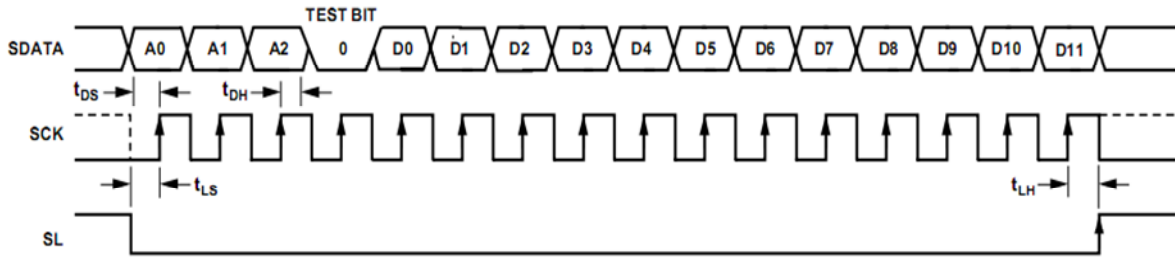 TEST BIT
SDATA A0 A1 A2 0 D0 D1 D2 D3 D4 D5 D6 D7 D8 D9 D10 D11
tDS tDH
SCK
tLS tLH
SL